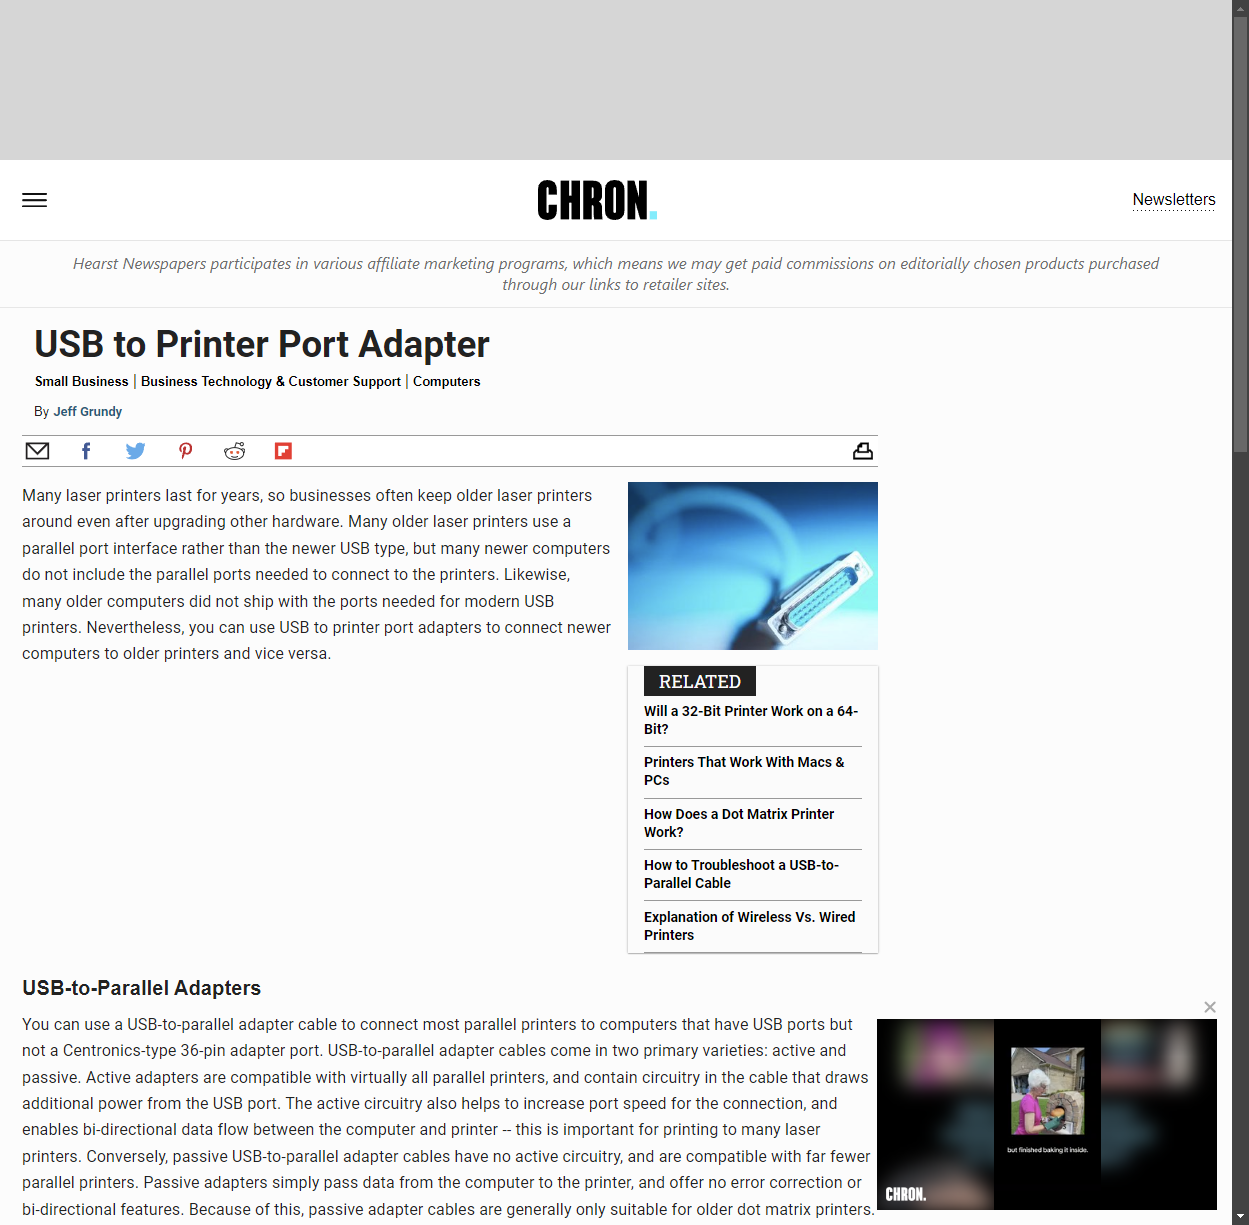 CHRON.
Newsletters
Hearst Newspapers participates in various affiliate marketing programs, which means we may get paid commissions on editorially chosen products purchased
through our links to retailer sites.
USB to Printer Port Adapter
Small Business | Business Technology & Customer Support | Computers
By Jeff Grundy
Many laser printers last for years, so businesses often keep older laser printers
around even after upgrading other hardware. Many older laser printers use a
parallel port interface rather than the newer USB type, but many newer computers
do not include the parallel ports needed to connect to the printers. Likewise,
many older computers did not ship with the ports needed for modern USB
printers. Nevertheless, you can use USB to printer port adapters to connect newer
computers to older printers and vice versa.
RELATED
Will a 32-Bit Printer Work on a 64-
Bit?
Printers That Work With Macs &
PCs
How Does a Dot Matrix Printer
Work?
How to Troubleshoot a USB-to-
Parallel Cable
Explanation of Wireless Vs. Wired
Printers
USB-to-Parallel Adapters
You can use a USB-to-parallel adapter cable to connect most parallel printers to computers that have USB ports but
not a Centronics-type 36-pin adapter port. USB-to-parallel adapter cables come in two primary varieties: active and
passive. Active adapters are compatible with virtually all parallel printers, and contain circuitry in the cable that draws
additional power from the USB port. The active circuitry also helps to increase port speed for the connection, and
enables bi-directional data flow between the computer and printer -- this is important for printing to many laser
printers. Conversely, passive USB-to-parallel adapter cables have no active circuitry, and are compatible with far fewer
parallel printers. Passive adapters simply pass data from the computer to the printer, and offer no error correction or
bi-directional features. Because of this, passive adapter cables are generally only suitable for older dot matrix printers.
but finished baking it inside.
CHRON.